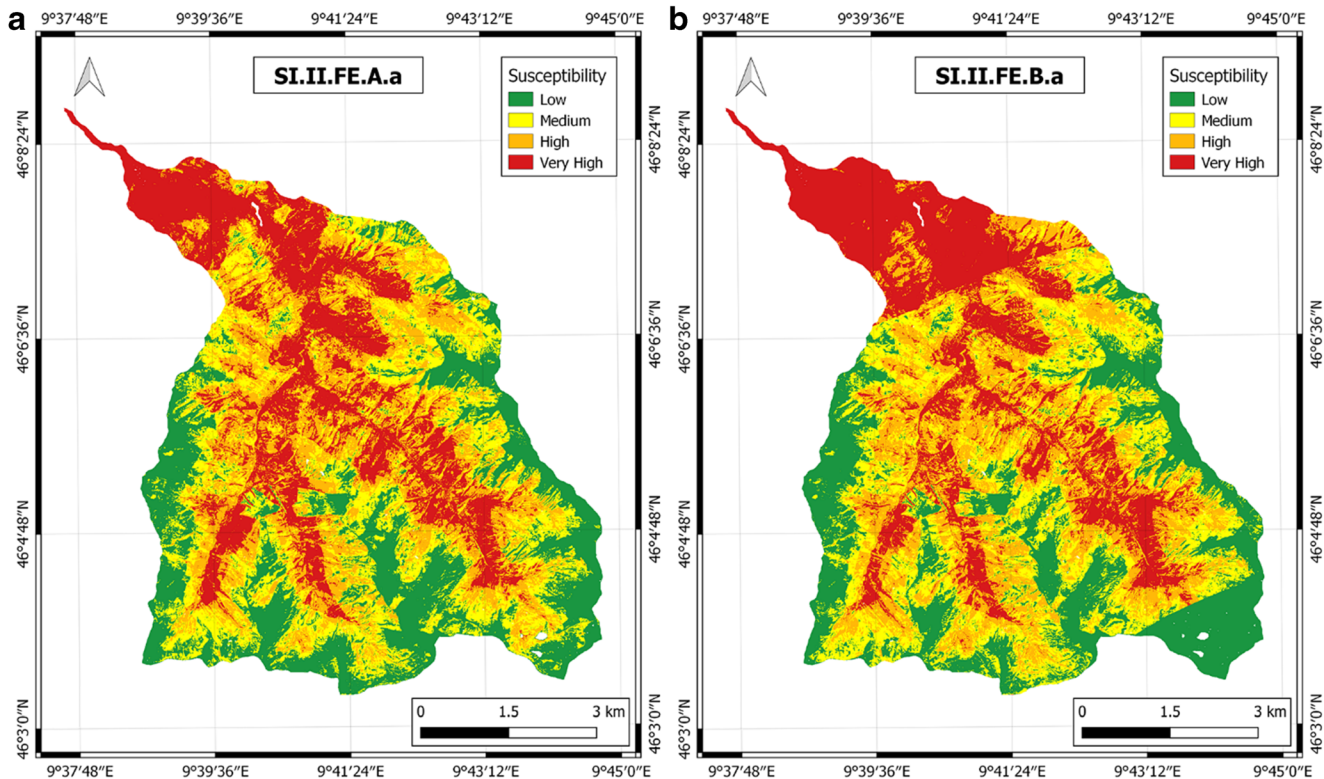 a
9°37'48"E 9°39'36"E 9°41'24"E 9°43'12"E 9°45'0"E
SI.II.FE.A.a
Susceptibility
Low
Medium
High
Very High
46°8'24"N 46°8'24"N
46°6'36"N 46°6'36"N
46°4'48"N 46°4'48"N
46°3'0"N 46°3'0"N
0 1.5 3 km
9°37'48"E 9°39'36"E 9°41'24"E 9°43'12"E 9°45'0"E
b
9°37'48"E 9°39'36"E 9°41'24"E 9°43'12"E 9°45'0"E
SI.II.FE.B.a
Susceptibility
Low
Medium
High
Very High
46°8'24"N 46°8'24"N
46°6'36"N 46°6'36"N
46°4'48"N 46°4'48"N
46°3'0"N 46°3'0"N
0 1.5 3 km
9°37'48"E 9°39'36"E 9°41'24"E 9°43'12"E 9°45'0"E